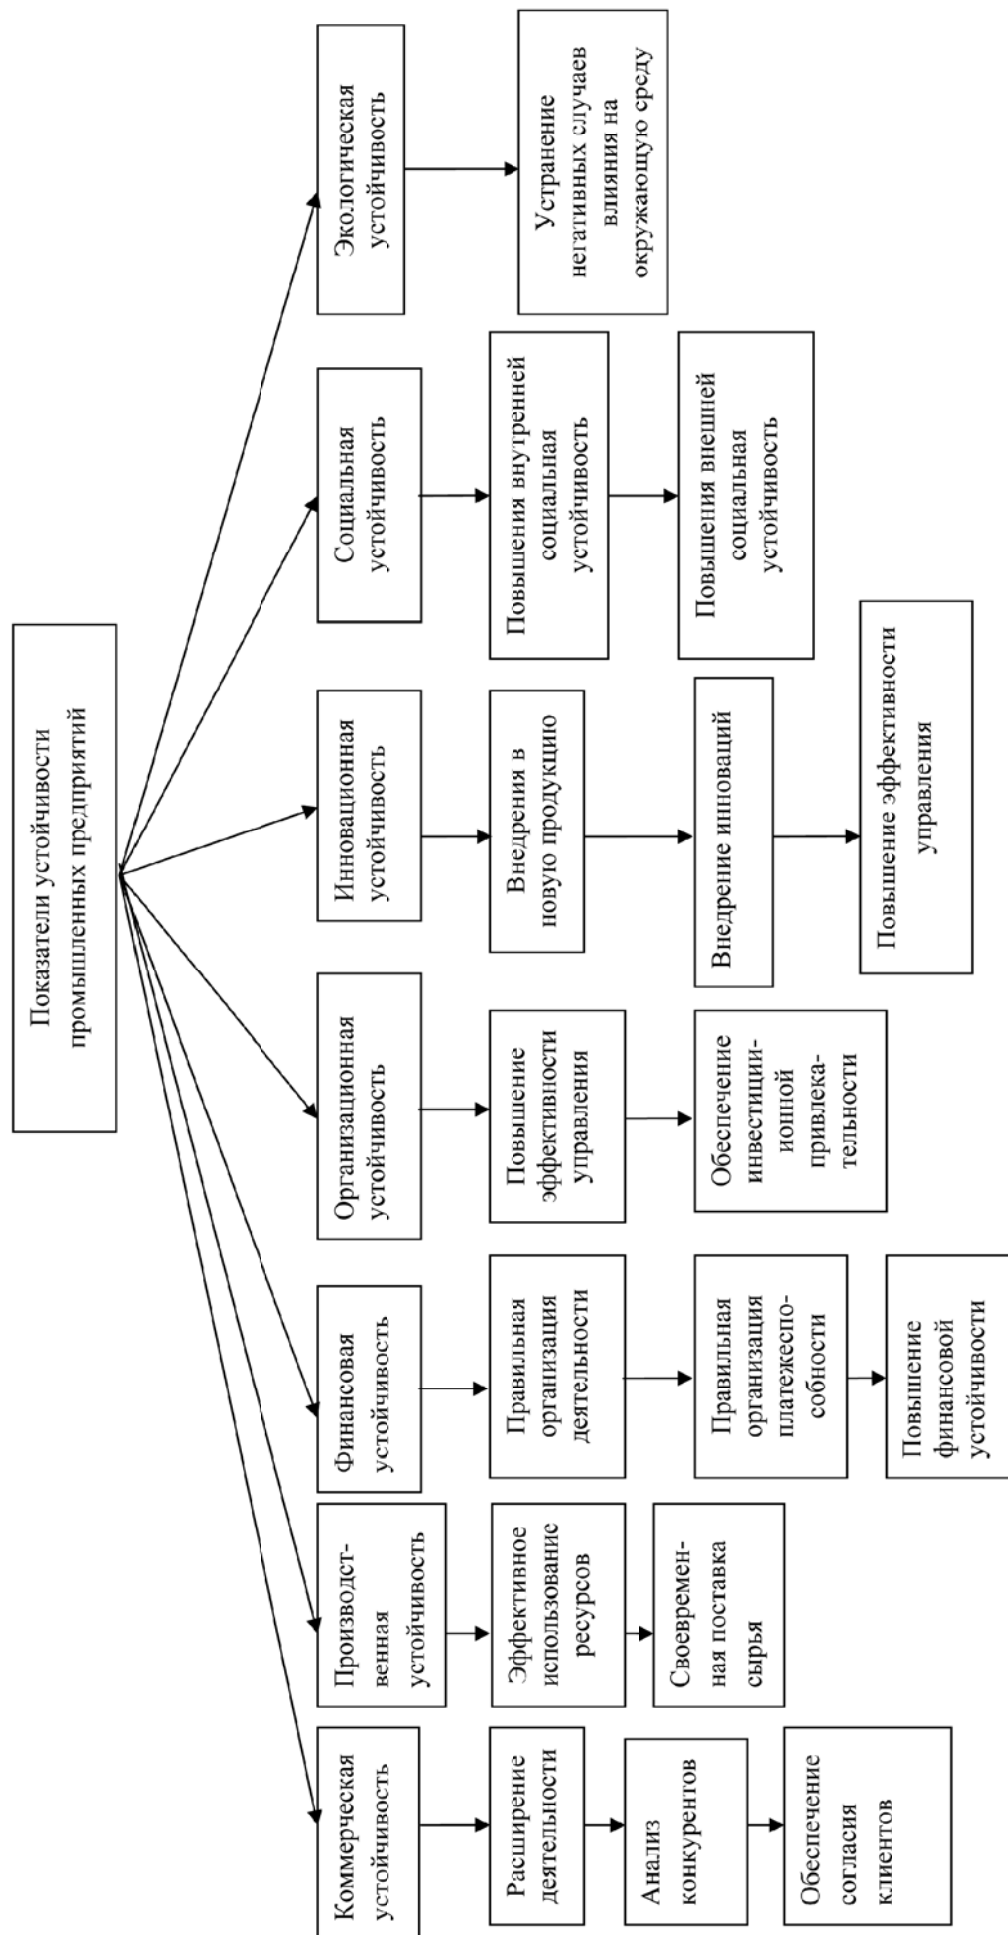 Показатели устойчивости
промышленных предприятий
Коммерческая
устойчивость
Расширение
деятельности
Анализ
конкурентов
Обеспечение
согласия
клиентов
Производст-
венная
устойчивость
Эффективное
использование
ресурсов
Своевремен-
ная поставка
сырья
Финансовая
устойчивость
Правильная
организация
деятельности
Правильная
организация
платежеспо-
собности
Повышение
финансовой
устойчивости
Организационная
устойчивость
Повышение
эффективности
управления
Обеспечение
инвестиции-
ионной
привлека-
тельности
Инновационная
устойчивость
Внедрения в
новую продукцию
Внедрение инноваций
Повышение эффективности
управления
Социальная
устойчивость
Повышения внутренней
социальная
устойчивость
Повышения внешней
социальная
устойчивость
Экологическая
устойчивость
Устранение
негативных случаев
влияния на
окружающую среду